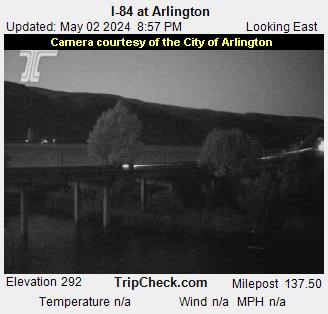 I-84 at Arlington
Updated: May 02 2024 8:57 PM Looking East
Camera courtesy of the City of Arlington
Elevation 292 TripCheck.com Milepost 137.50
Temperature n/a Wind n/a MPH n/a